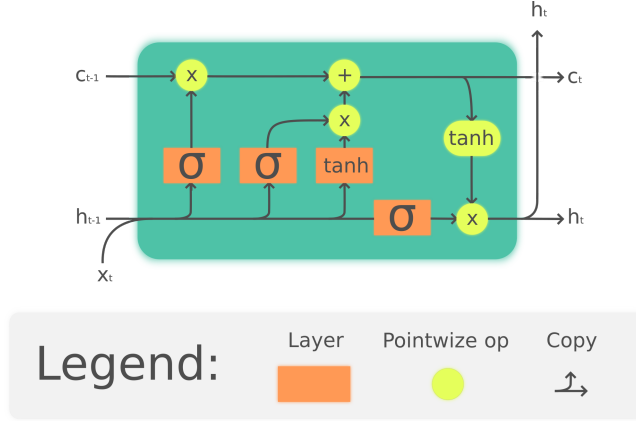 hₜ
cₜ₋₁ x + cₜ
x
tanh
σ σ tanh
hₜ₋₁ σ x hₜ
xₜ
Layer Pointwize op Copy
Legend: